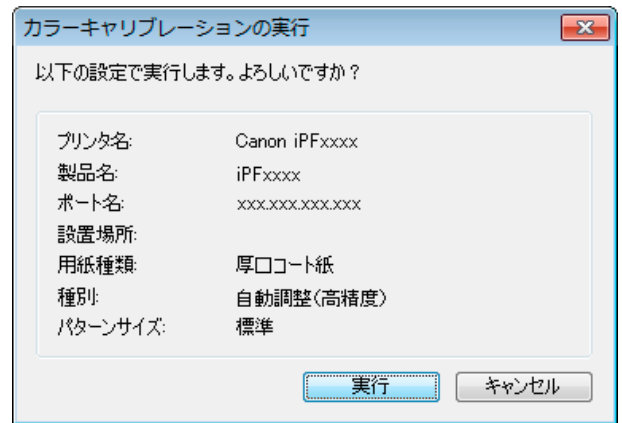 カラーキャリブレーションの実行
以下の設定で実行します。よろしいですか？
プリンタ名: Canon iPFxxxx
製品名: iPFxxxx
ポート名: xxx.xxx.xxx.xxx
設置場所:
用紙種類: 厚口コート紙
種別: 自動調整(高精度)
パターンサイズ: 標準
実行 キャンセル